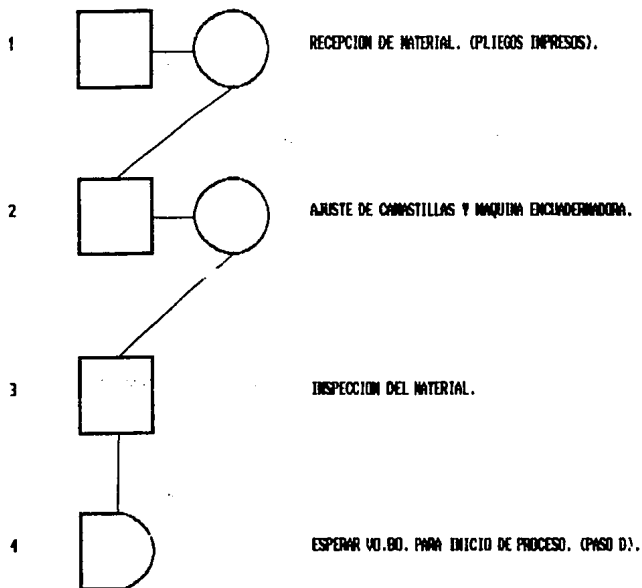 1 RECEPCION DE MATERIAL. (PLIEGOS IMPRESOS).
2 AJUSTE DE CANASTILLAS Y MAQUINA ENCUADERNADORA.
3 INSPECCION DEL MATERIAL.
4 ESPERAR VO.BO. PARA INICIO DE PROCESO. (PASO D).